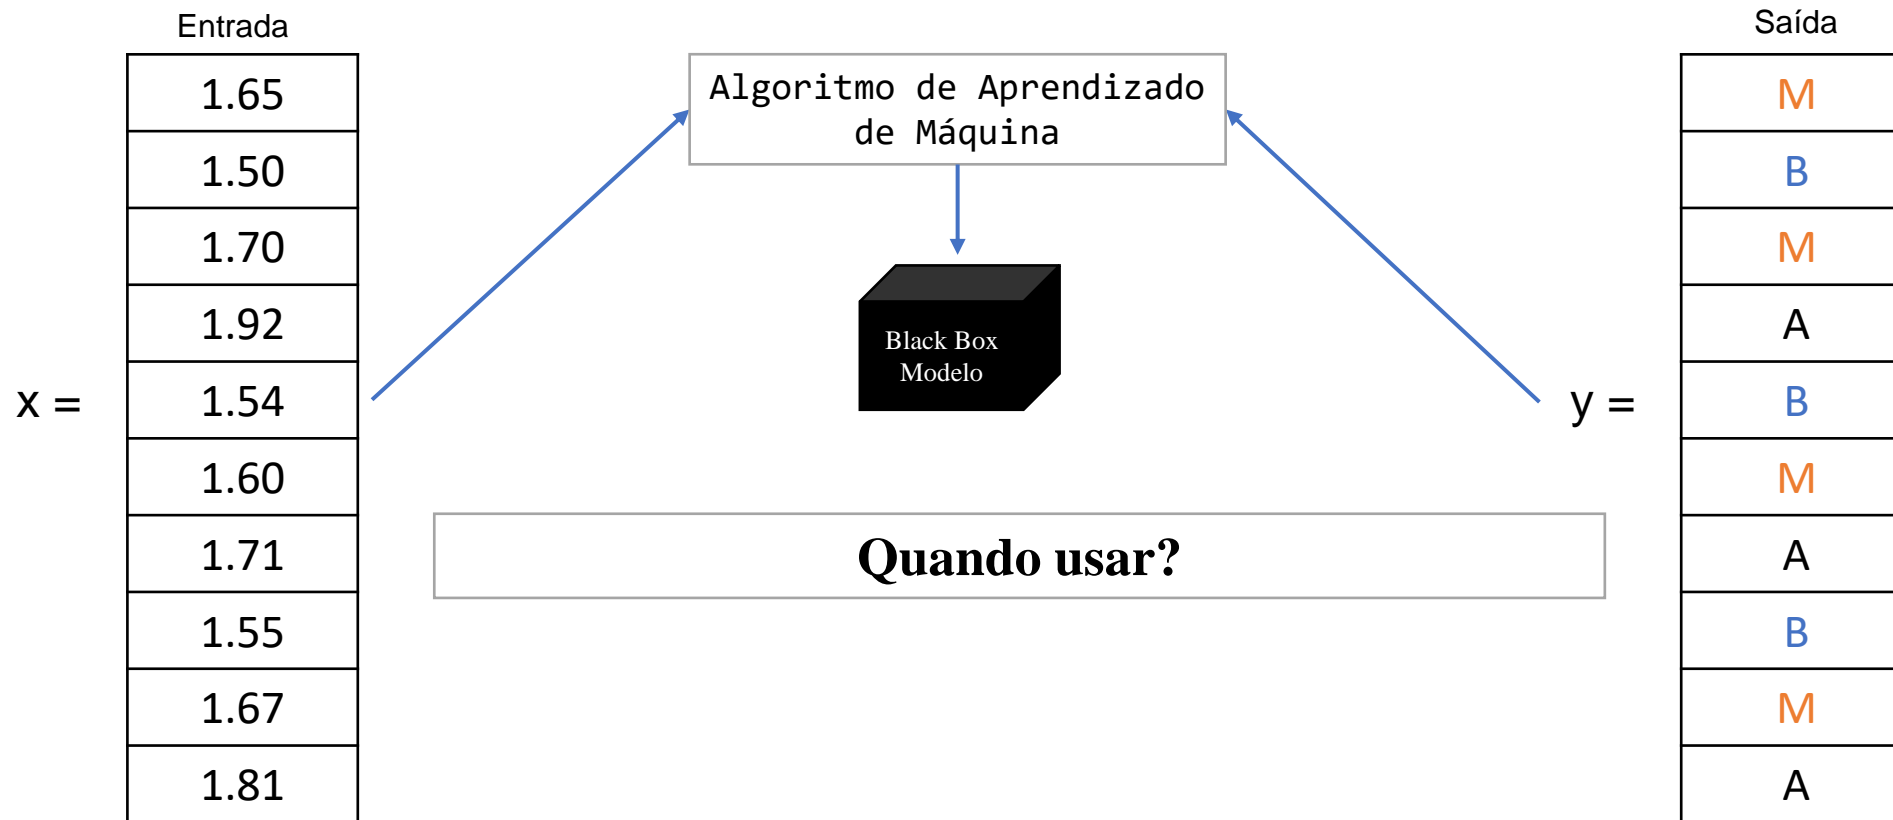 Entrada
Saída
1.65
1.50
1.70
1.92
1.54
1.60
1.71
1.55
1.67
1.81
x =
Algoritmo de Aprendizado
de Máquina
Black Box
Modelo
Quando usar?
y =
M
B
M
A
B
M
A
B
M
A